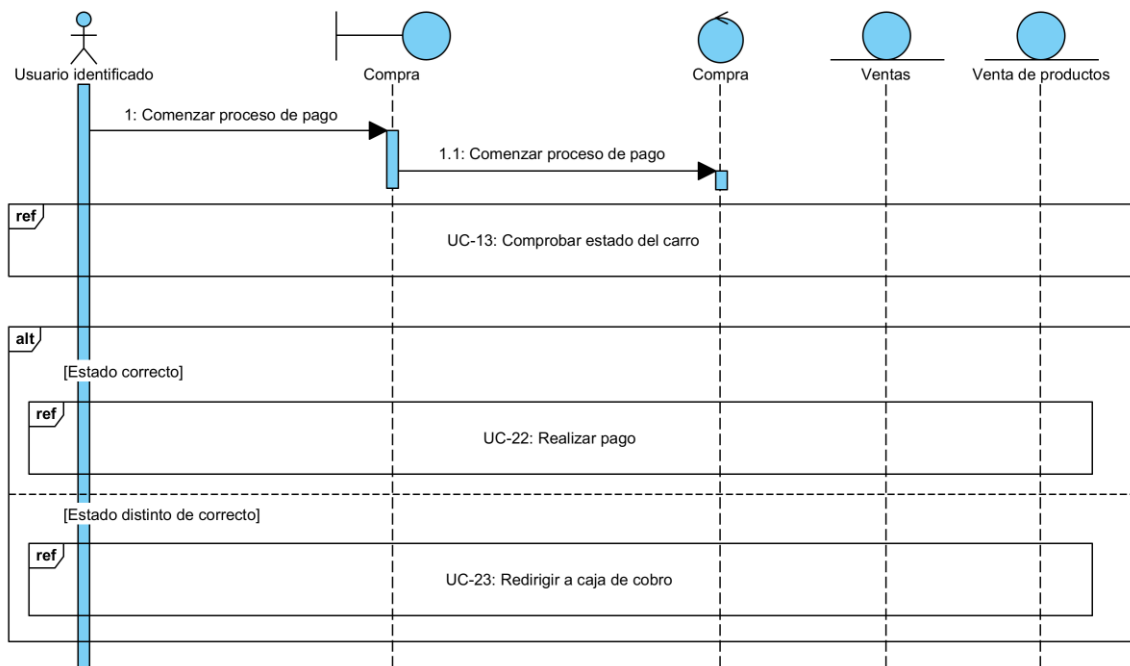 Usuario identificado
Compra
Compra
Ventas
Venta de productos
1: Comenzar proceso de pago
1.1: Comenzar proceso de pago
ref
UC-13: Comprobar estado del carro
alt
[Estado correcto]
ref
UC-22: Realizar pago
[Estado distinto de correcto]
ref
UC-23: Redirigir a caja de cobro